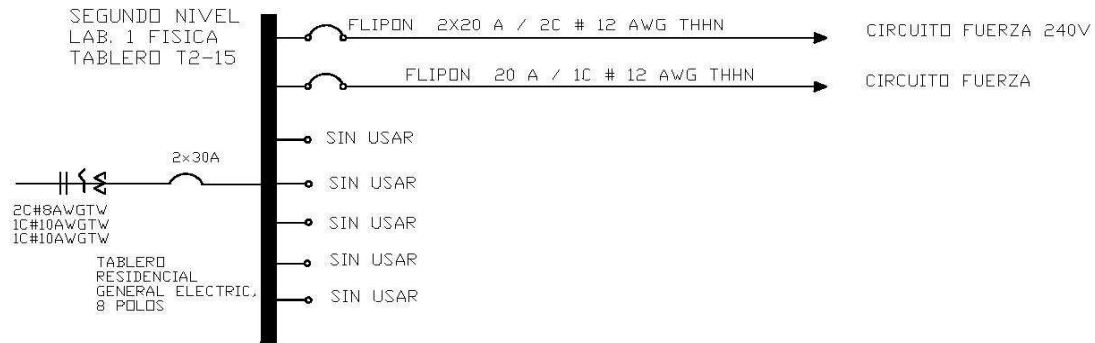 SEGUNDO NIVEL
LAB. 1 FISICA
TABLERO T2-15
FLIPON 2X20 A / 2C # 12 AWG THHN
CIRCUITO FUERZA 240V
FLIPON 20 A / 1C # 12 AWG THHN
CIRCUITO FUERZA
SIN USAR
2×30A
SIN USAR
2C#8AWGTW
1C#10AWGTW
1C#10AWGTW
SIN USAR
TABLERO
RESIDENCIAL
GENERAL ELECTRIC,
8 POLOS
SIN USAR
SIN USAR